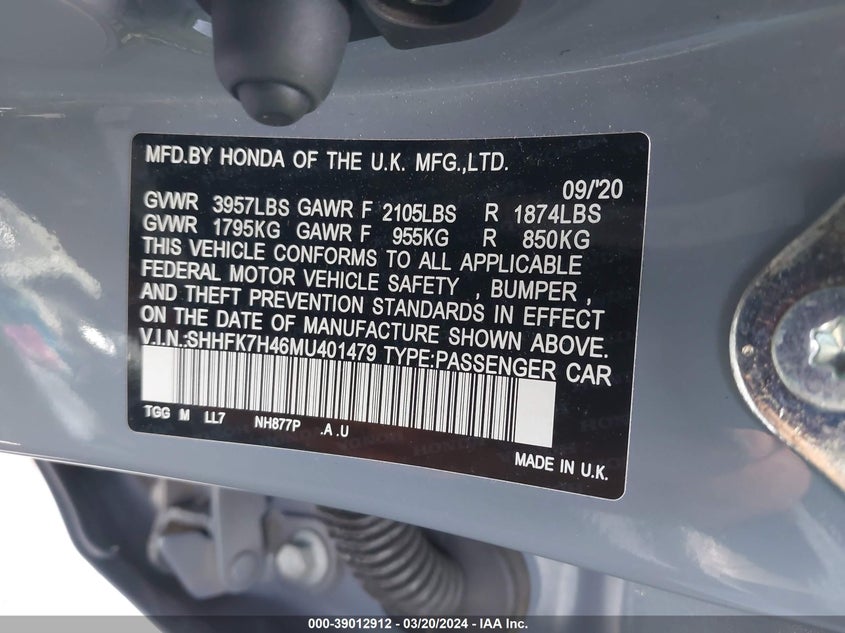 MFD.BY HONDA OF THE U.K. MFG.,LTD.
09/'20
GVWR 3957LBS GAWR F 2105LBS R 1874LBS
GVWR 1795KG GAWR F 955KG R 850KG
THIS VEHICLE CONFORMS TO ALL APPLICABLE
FEDERAL MOTOR VEHICLE SAFETY , BUMPER ,
AND THEFT PREVENTION STANDARDS IN EFFECT
ON THE DATE OF MANUFACTURE SHOWN ABOVE.
V.I.N.:SHHFK7H46MU401479 TYPE:PASSENGER CAR
TGG M LL7 NH877P .A .U
MADE IN U.K.
000-39012912 - 03/20/2024 - IAA Inc.